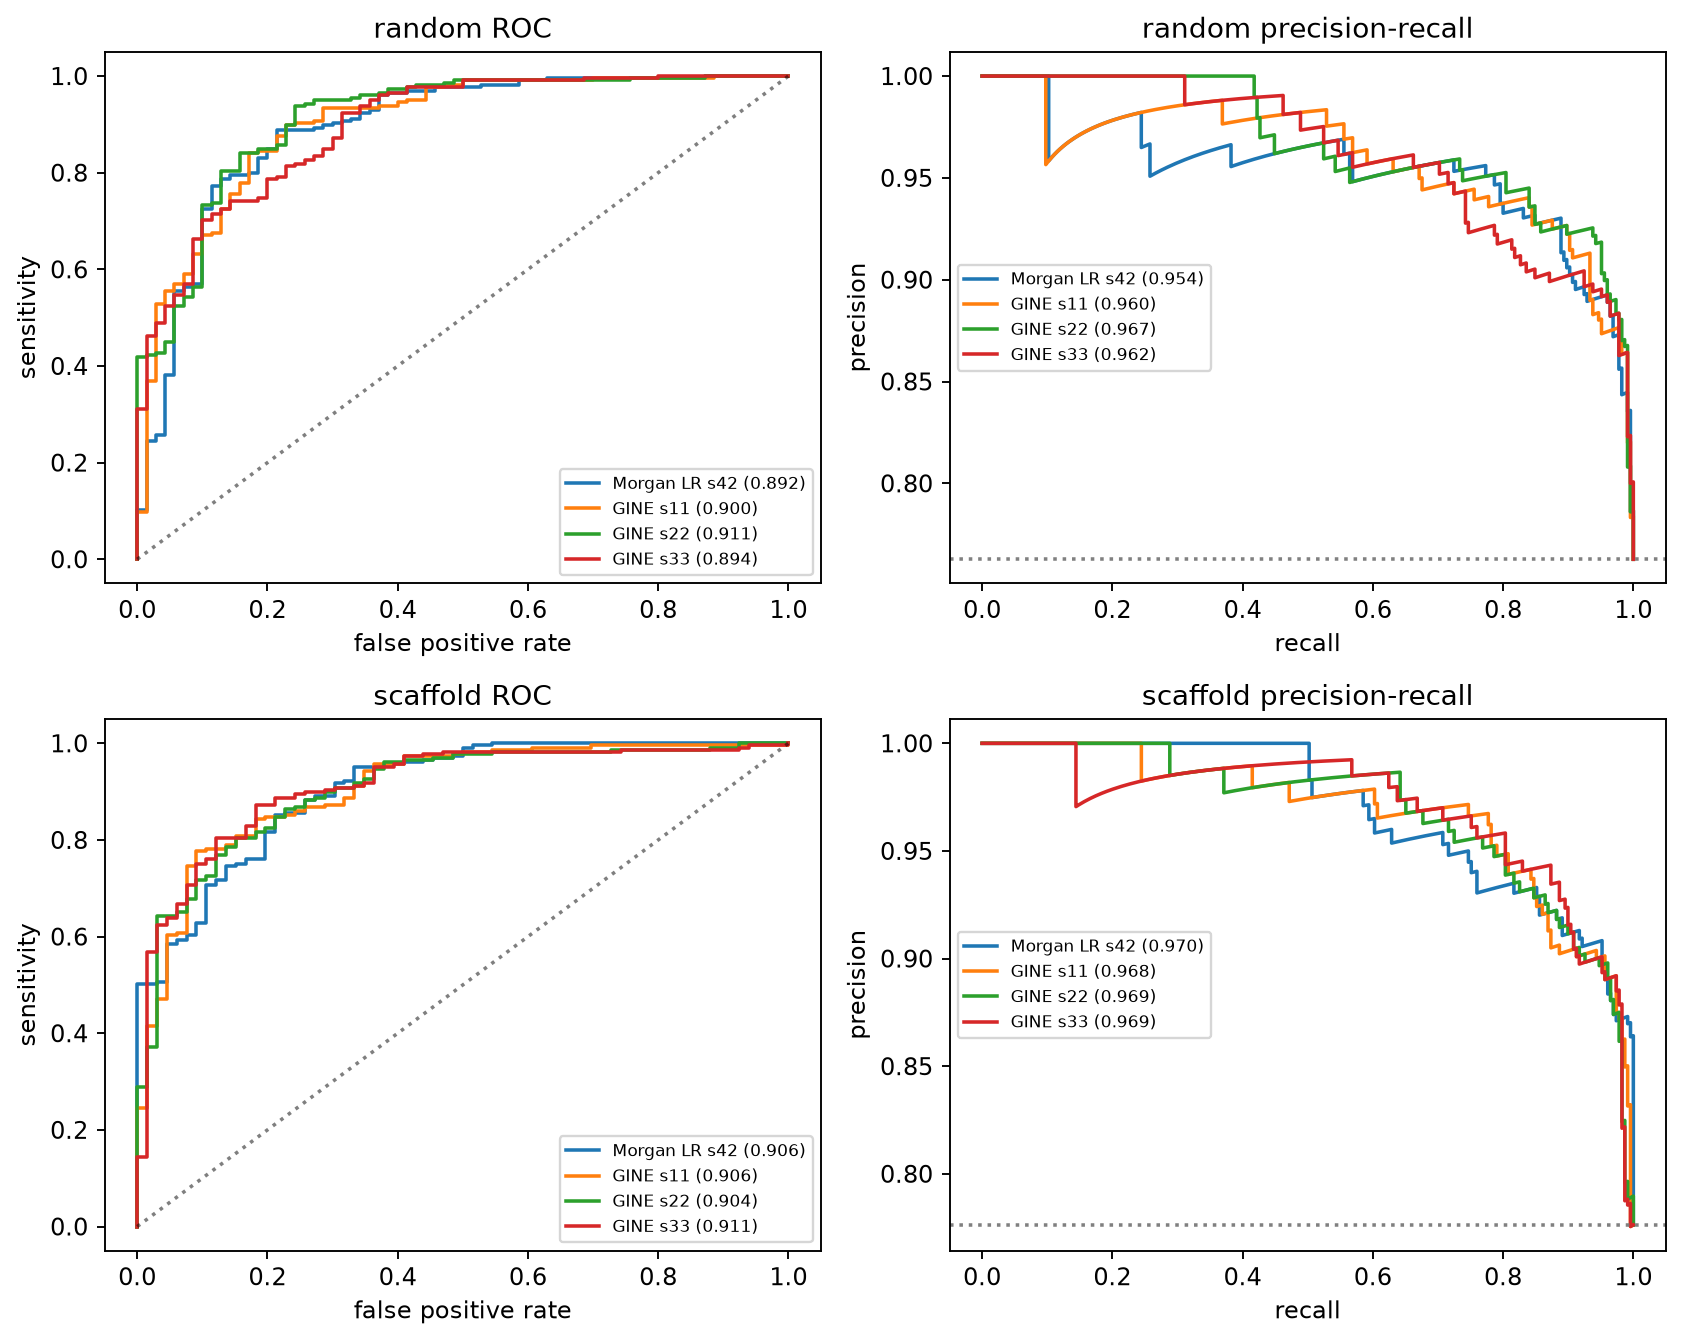 random ROC
1.0
0.8
0.6
0.4
0.2
0.0
sensitivity
Morgan LR s42 (0.892)
GINE s11 (0.900)
GINE s22 (0.911)
GINE s33 (0.894)
0.0 0.2 0.4 0.6 0.8 1.0
false positive rate
random precision-recall
1.00
0.95
0.90
0.85
0.80
precision
Morgan LR s42 (0.954)
GINE s11 (0.960)
GINE s22 (0.967)
GINE s33 (0.962)
0.0 0.2 0.4 0.6 0.8 1.0
recall
scaffold ROC
1.0
0.8
0.6
0.4
0.2
0.0
sensitivity
Morgan LR s42 (0.906)
GINE s11 (0.906)
GINE s22 (0.904)
GINE s33 (0.911)
0.0 0.2 0.4 0.6 0.8 1.0
false positive rate
scaffold precision-recall
1.00
0.95
0.90
0.85
0.80
precision
Morgan LR s42 (0.970)
GINE s11 (0.968)
GINE s22 (0.969)
GINE s33 (0.969)
0.0 0.2 0.4 0.6 0.8 1.0
recall